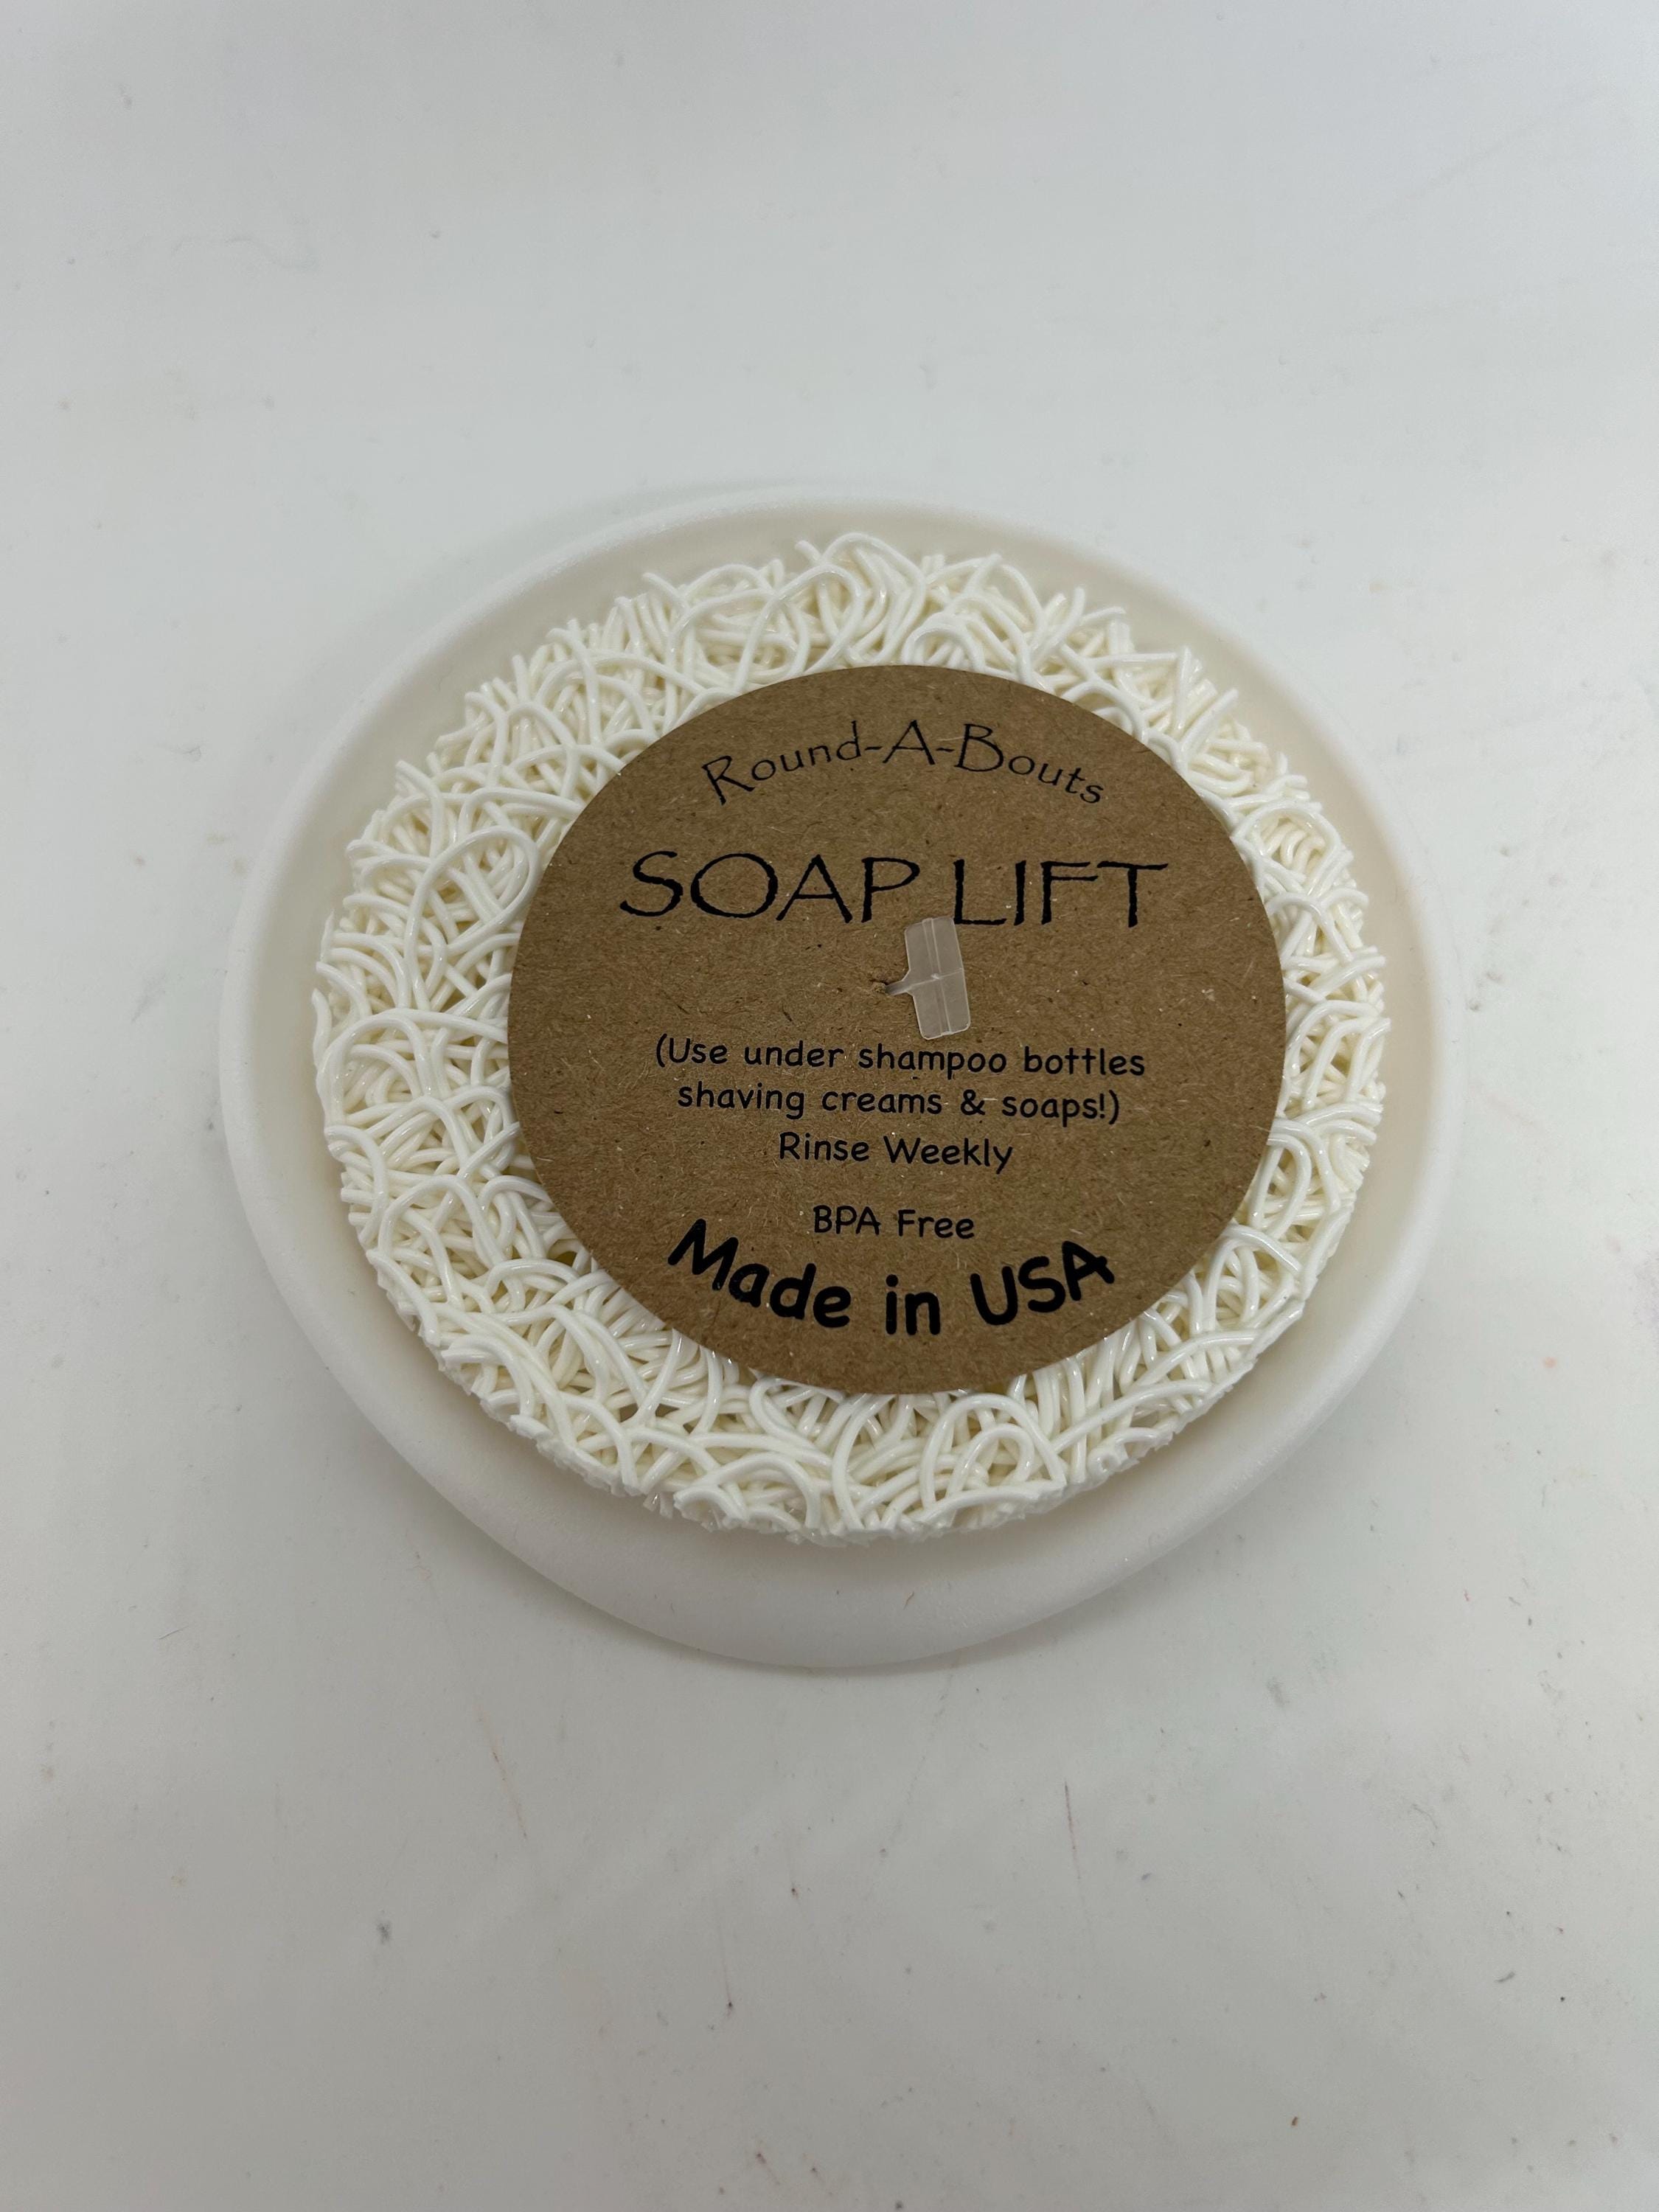 Round-A-Bouts
SOAP LIFT
(Use under shampoo bottles
shaving creams & soaps!)
Rinse Weekly
BPA Free
Made in USA